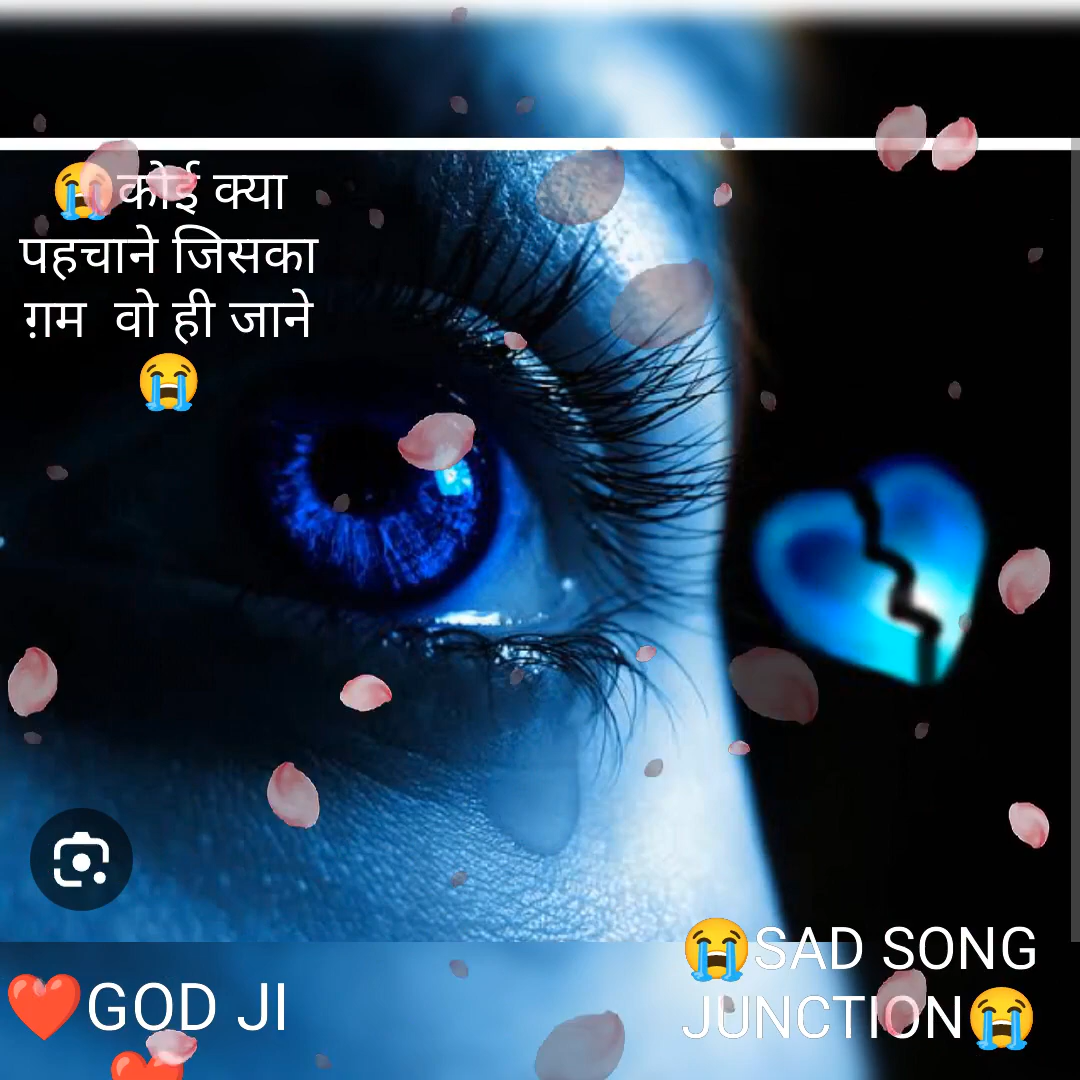 😭कोई क्या
पहचाने जिसका
ग़म वो ही जाने
😭
❤️GOD JI
❤️
😭SAD SONG
JUNCTION😭